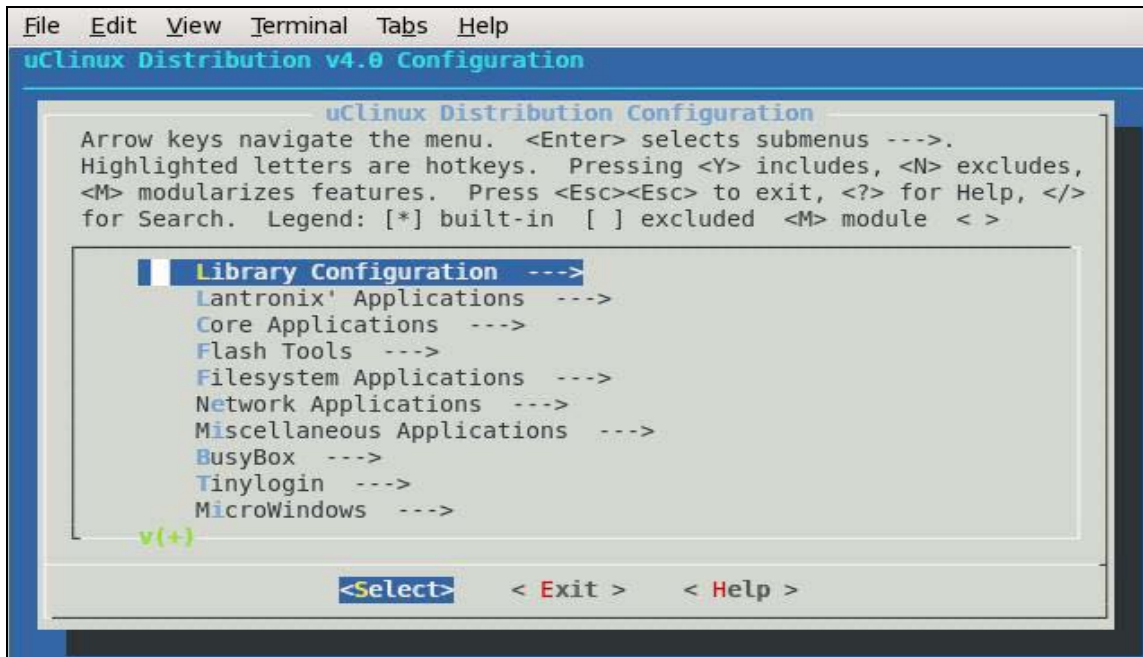 File Edit View Terminal Tabs Help
uClinux Distribution v4.0 Configuration
uClinux Distribution Configuration
Arrow keys navigate the menu. <Enter> selects submenus --->.
Highlighted letters are hotkeys. Pressing <Y> includes, <N> excludes,
<M> modularizes features. Press <Esc><Esc> to exit, <?> for Help, </>
for Search. Legend: [*] built-in [ ] excluded <M> module < >
Library Configuration --->
Lantronix' Applications --->
Core Applications --->
Flash Tools --->
Filesystem Applications --->
Network Applications --->
Miscellaneous Applications --->
BusyBox --->
Tinylogin --->
MicroWindows --->
v(+)
<Select> < Exit > < Help >